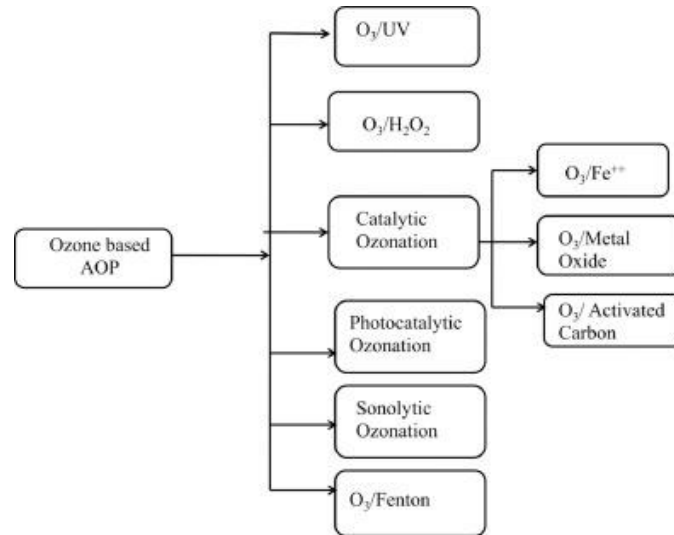 O₃/UV
O₃/H₂O₂
O₃/Fe⁺⁺
Catalytic
Ozonation
O₃/Metal
Oxide
Ozone based
AOP
O₃/ Activated
Carbon
Photocatalytic
Ozonation
Sonolytic
Ozonation
O₃/Fenton